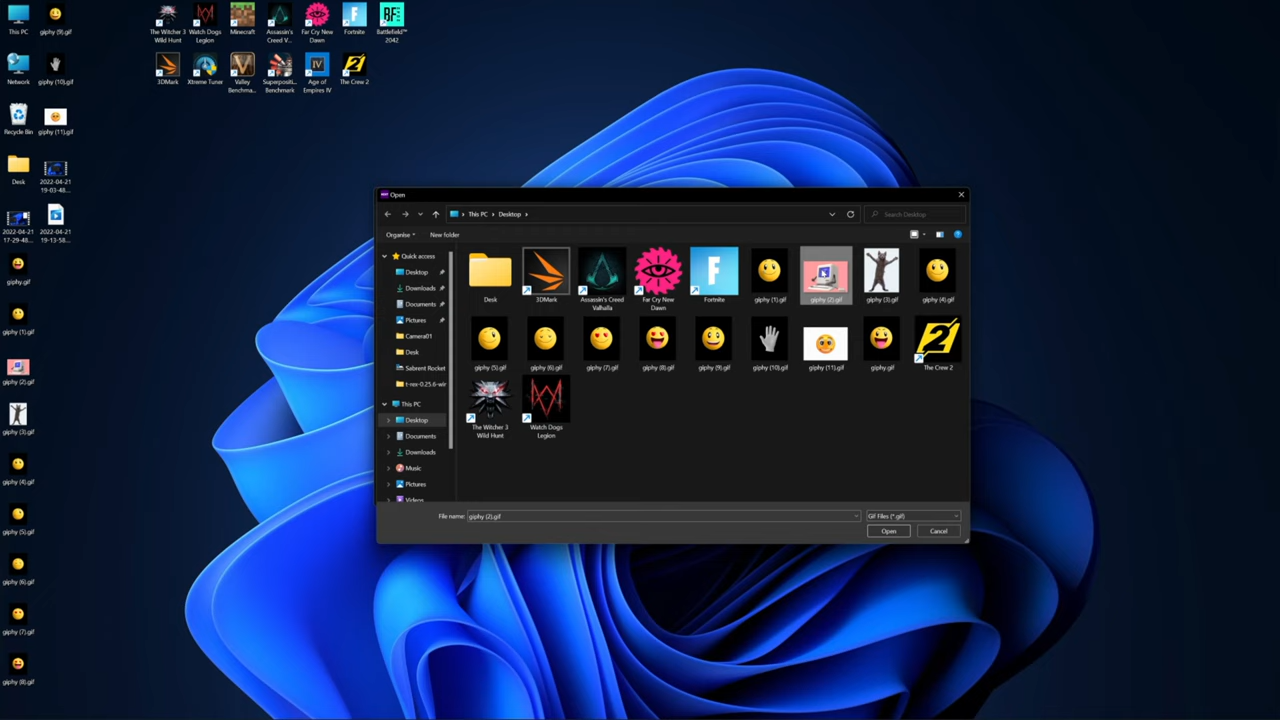 This PC
giphy (9).gif
The Witcher 3
Wild Hunt
Watch Dogs
Legion
Minecraft
Assassin's
Creed V...
Far Cry New
Dawn
Fortnite
Battlefield™
2042
Network
giphy (10).gif
3DMark
Xtreme Tuner
Valley
Benchma...
Superpositi...
Benchmark
Age of
Empires IV
The Crew 2
Recycle Bin
giphy (11).gif
Desk
2022-04-21
19-03-48...
2022-04-21
17-29-48...
2022-04-21
19-13-58...
giphy.gif
giphy (1).gif
giphy (2).gif
giphy (3).gif
giphy (4).gif
giphy (5).gif
giphy (6).gif
giphy (7).gif
giphy (8).gif
Open
This PC › Desktop ›
Search Desktop
Organise
New folder
Quick access
Desktop
Downloads
Documents
Pictures
Camera01
Desk
Sabrent Rocket
t-rex-0.25.6-wir
This PC
Desktop
Documents
Downloads
Music
Pictures
Videos
Desk
3DMark
Assassin's Creed
Valhalla
Far Cry New
Dawn
Fortnite
giphy (1).gif
giphy (2).gif
giphy (3).gif
giphy (4).gif
giphy (5).gif
giphy (6).gif
giphy (7).gif
giphy (8).gif
giphy (9).gif
giphy (10).gif
giphy (11).gif
giphy.gif
The Crew 2
The Witcher 3
Wild Hunt
Watch Dogs
Legion
File name:
giphy (2).gif
Gif Files (*.gif)
Open
Cancel